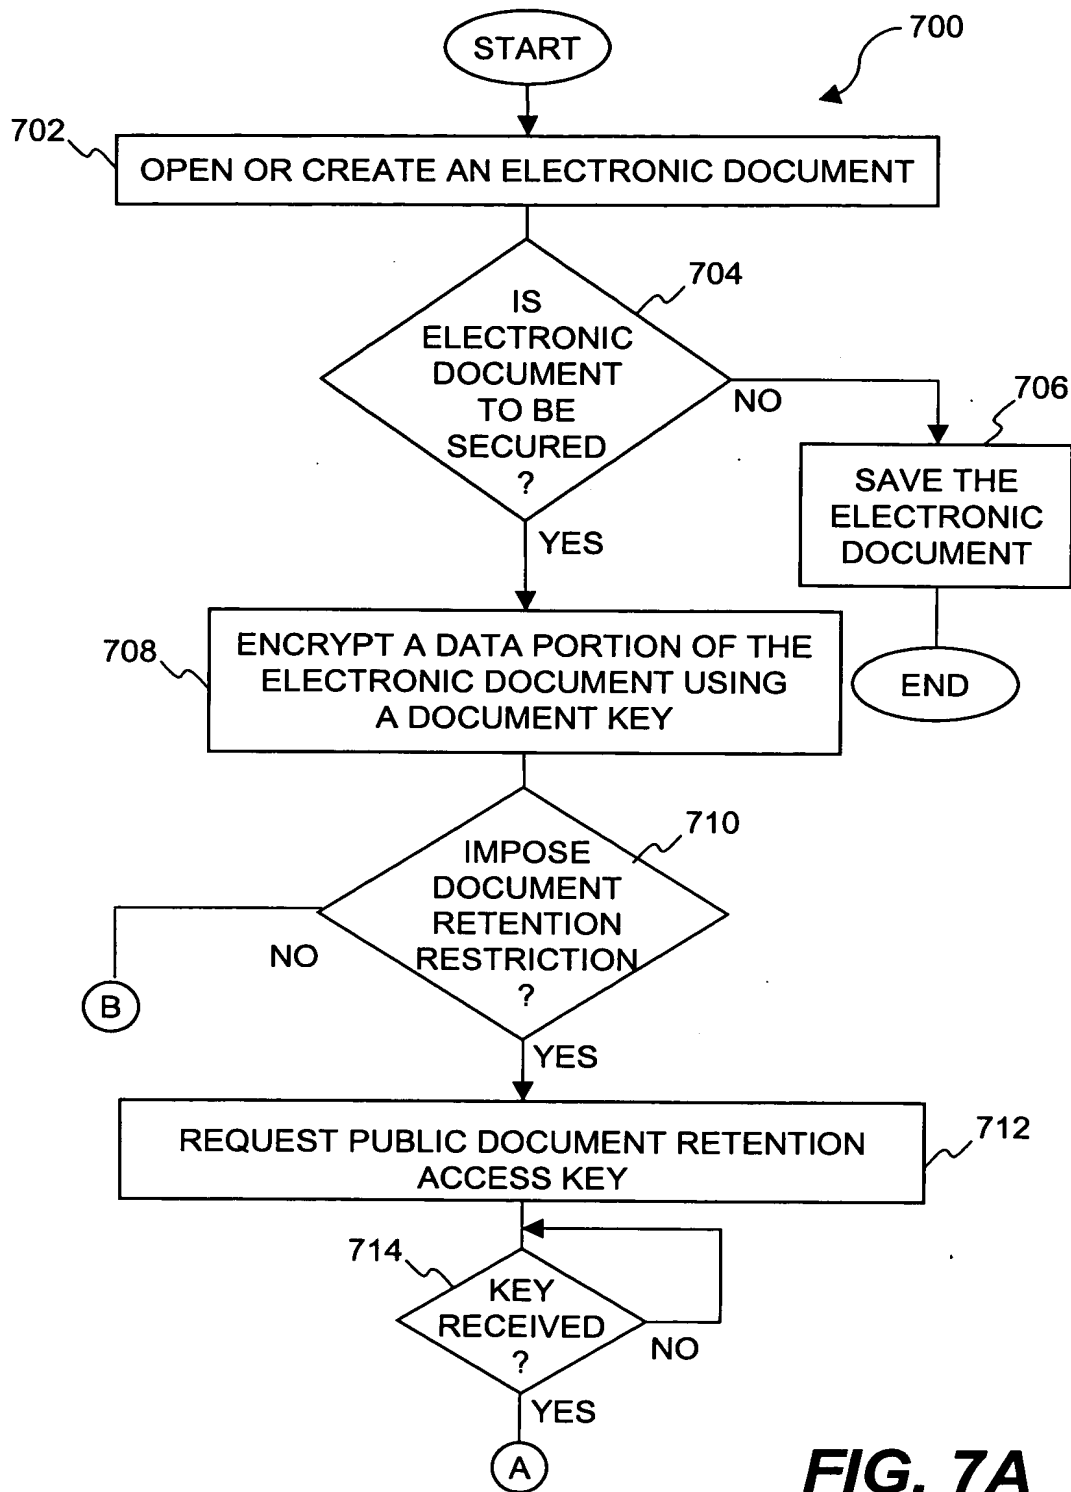 START
700
702
OPEN OR CREATE AN ELECTRONIC DOCUMENT
704
IS
ELECTRONIC
DOCUMENT
TO BE
SECURED
?
NO
706
SAVE THE
ELECTRONIC
DOCUMENT
YES
END
708
ENCRYPT A DATA PORTION OF THE
ELECTRONIC DOCUMENT USING
A DOCUMENT KEY
710
IMPOSE
DOCUMENT
RETENTION
RESTRICTION
?
NO
B
YES
712
REQUEST PUBLIC DOCUMENT RETENTION
ACCESS KEY
714
KEY
RECEIVED
?
NO
YES
A
FIG. 7A